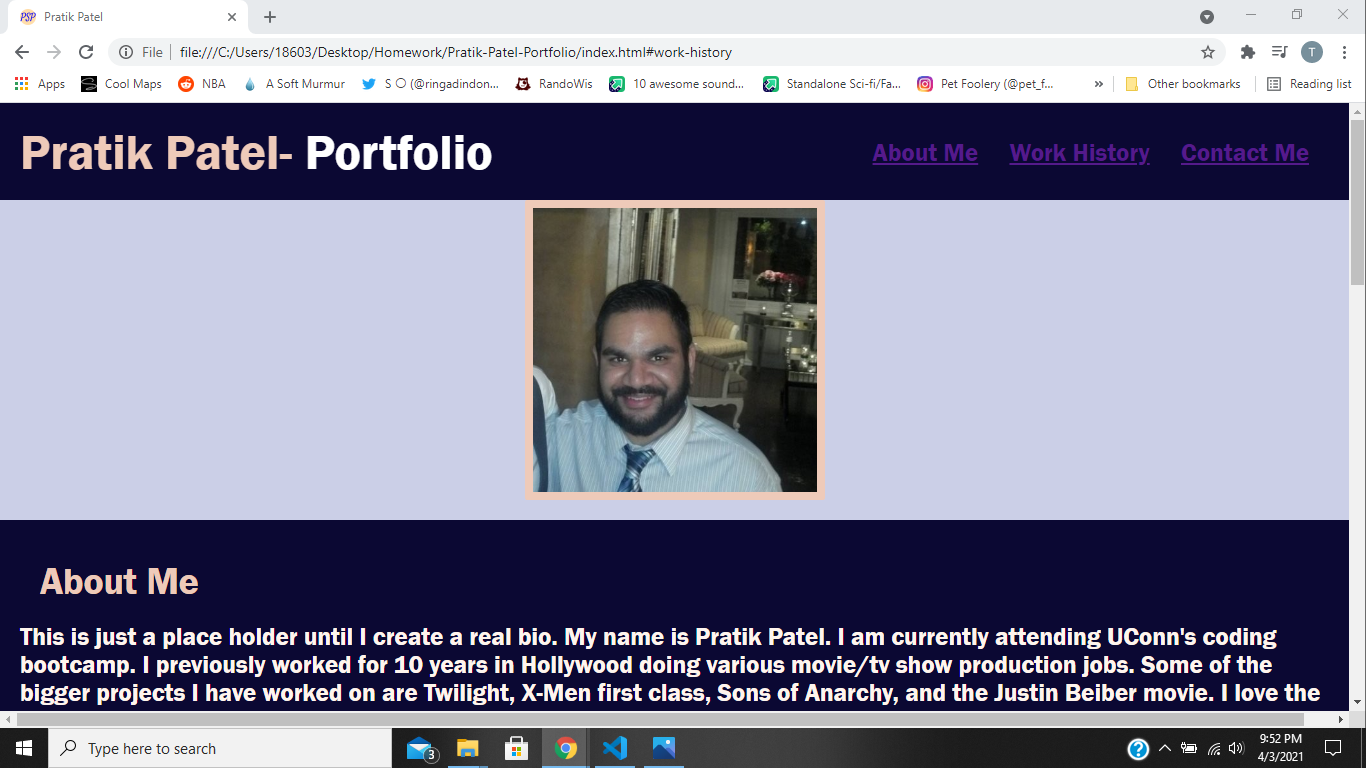 PSP Pratik Patel
File file:///C:/Users/18603/Desktop/Homework/Pratik-Patel-Portfolio/index.html#work-history T
Apps Cool Maps NBA A Soft Murmur S O (@ringadindon... RandoWis 10 awesome sound... Standalone Sci-fi/Fa... Pet Foolery (@pet_f... » Other bookmarks Reading list
Pratik Patel- Portfolio About Me Work History Contact Me
About Me
This is just a place holder until I create a real bio. My name is Pratik Patel. I am currently attending UConn's coding
bootcamp. I previously worked for 10 years in Hollywood doing various movie/tv show production jobs. Some of the
bigger projects I have worked on are Twilight, X-Men first class, Sons of Anarchy, and the Justin Beiber movie. I love the
Type here to search 3 9:52 PM
4/3/2021